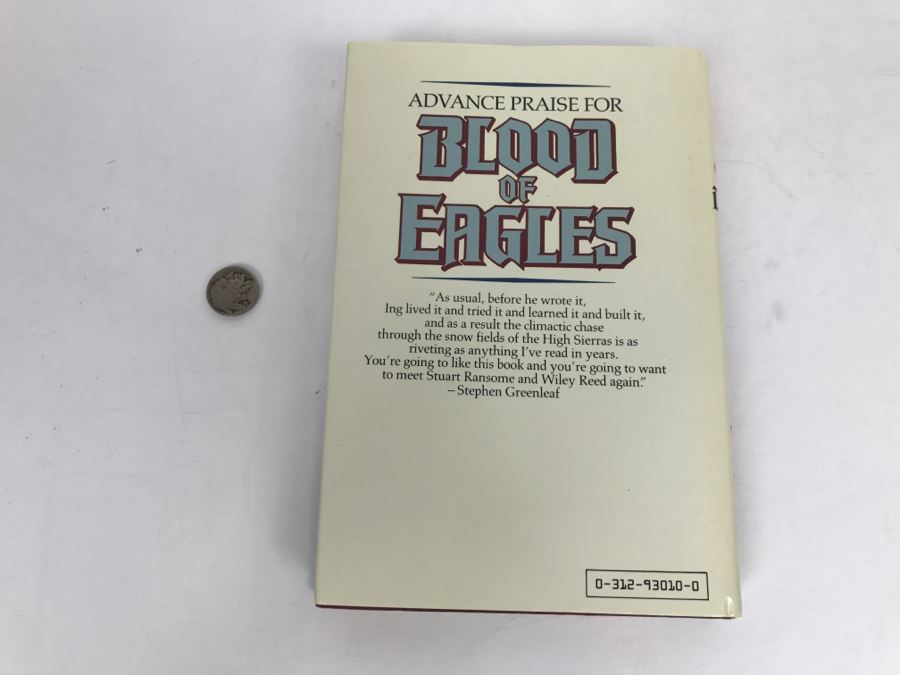 ADVANCE PRAISE FOR
BLOOD
OF
EAGLES
“As usual, before he wrote it,
Ing lived it and tried it and learned it and built it,
and as a result the climactic chase
through the snow fields of the High Sierras is as
riveting as anything I've read in years.
You're going to like this book and you're going to want
to meet Stuart Ransome and Wiley Reed again.”
—Stephen Greenleaf
0-312-93010-0